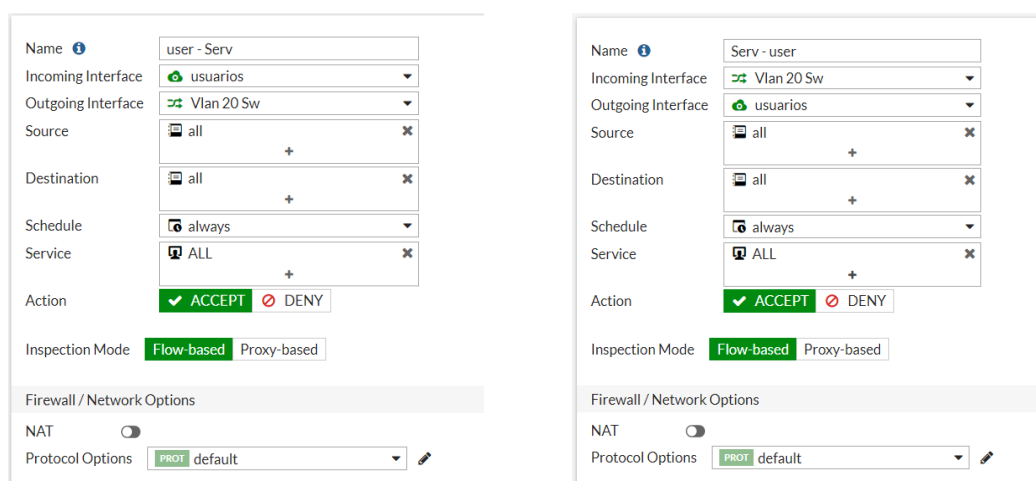 Name user - Serv
Incoming Interface usuarios
Outgoing Interface Vlan 20 Sw
Source all
+
Destination all
+
Schedule always
Service ALL
+
Action ACCEPT DENY
Inspection Mode Flow-based Proxy-based
Firewall / Network Options
NAT
Protocol Options PROT default
Name Serv - user
Incoming Interface Vlan 20 Sw
Outgoing Interface usuarios
Source all
+
Destination all
+
Schedule always
Service ALL
+
Action ACCEPT DENY
Inspection Mode Flow-based Proxy-based
Firewall / Network Options
NAT
Protocol Options PROT default